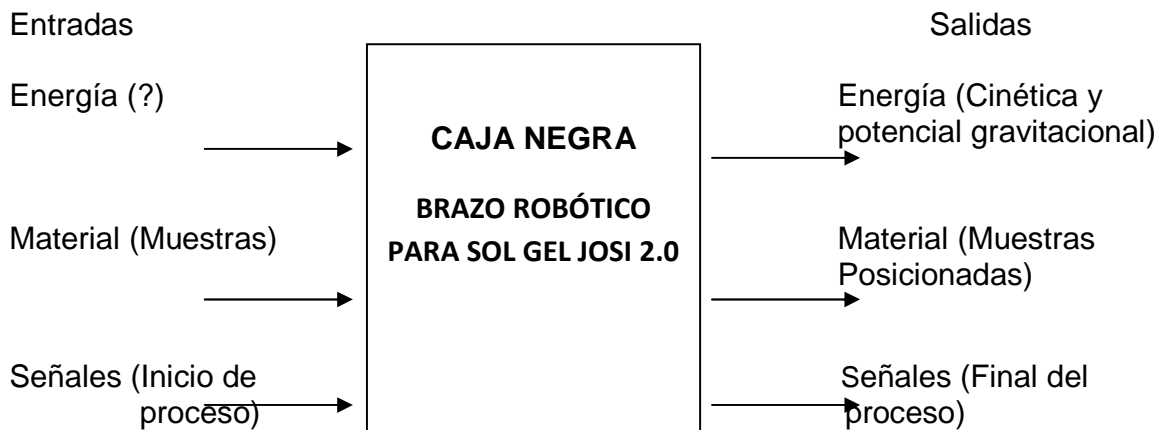 Entradas
Salidas
Energía (?)
Energía (Cinética y
potencial gravitacional)
CAJA NEGRA
BRAZO ROBÓTICO
PARA SOL GEL JOSI 2.0
Material (Muestras)
Material (Muestras
Posicionadas)
Señales (Inicio de
proceso)
Señales (Final del
proceso)